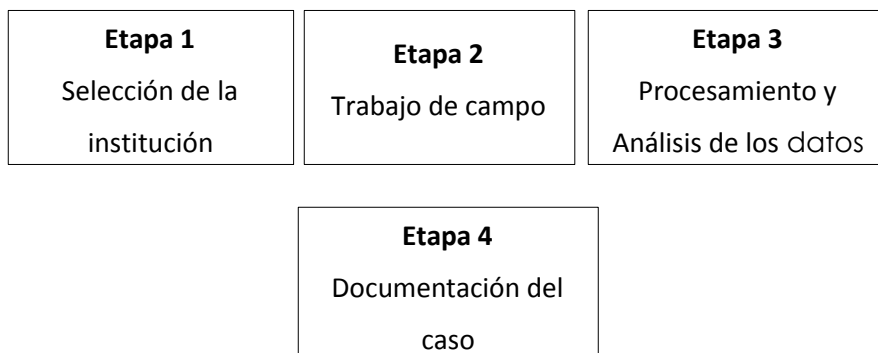 Etapa 1
Selección de la
institución
Etapa 2
Trabajo de campo
Etapa 3
Procesamiento y
Análisis de los datos
Etapa 4
Documentación del
caso